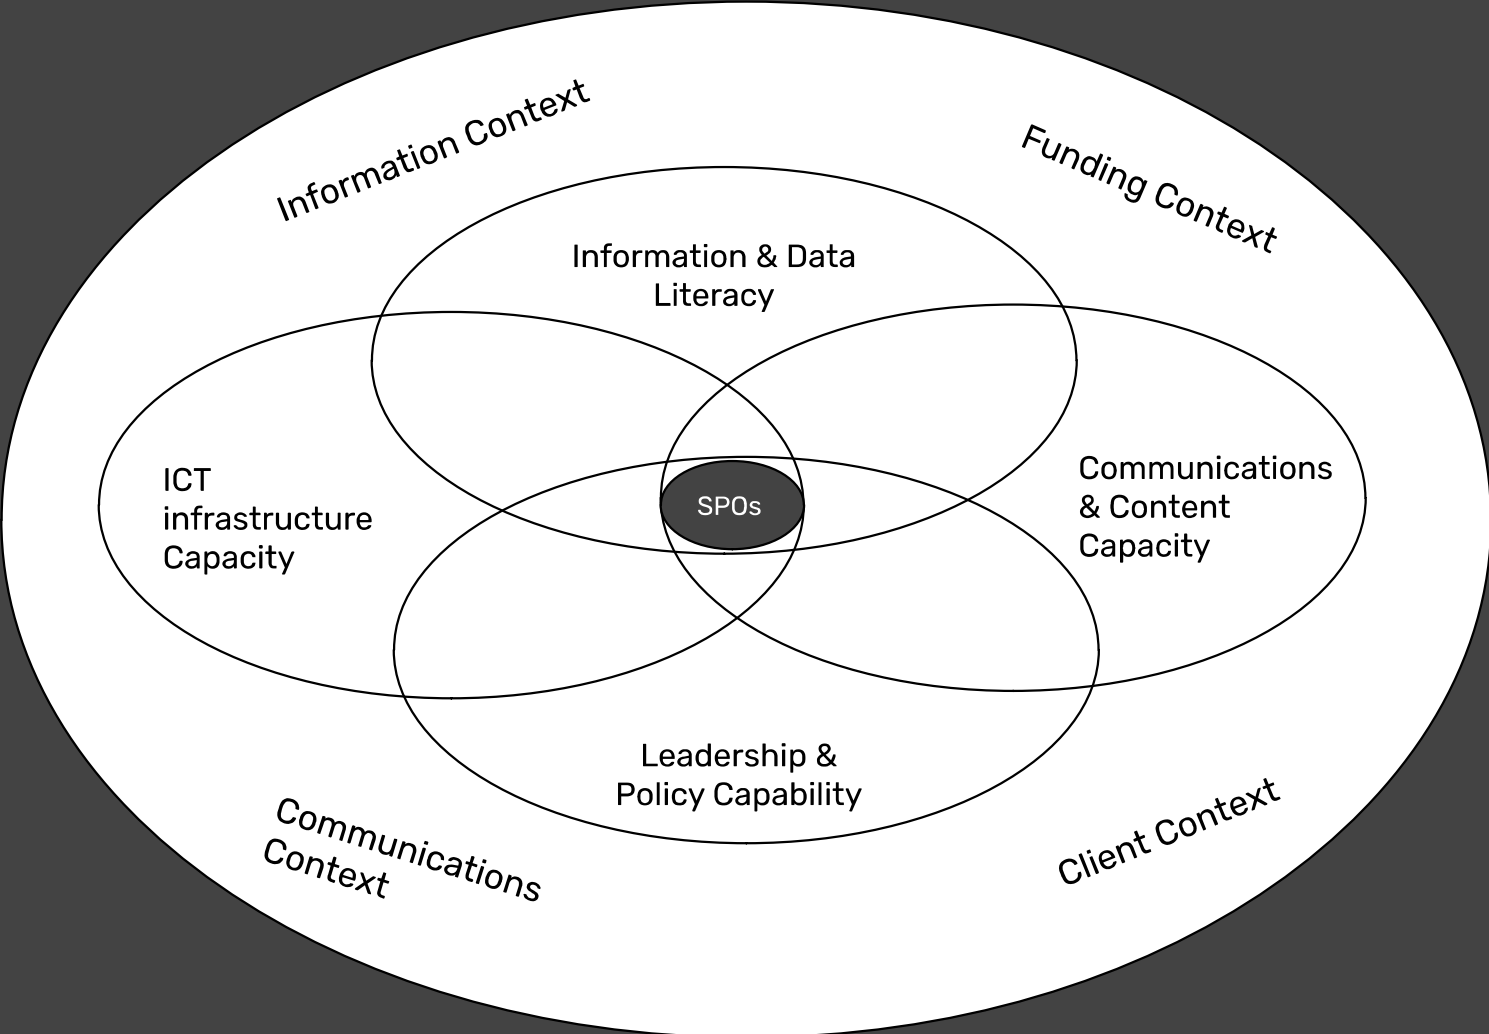 Information Context
Funding Context
Information & Data
Literacy
ICT
infrastructure
Capacity
SPOs
Communications
& Content
Capacity
Leadership &
Policy Capability
Communications
Context
Client Context